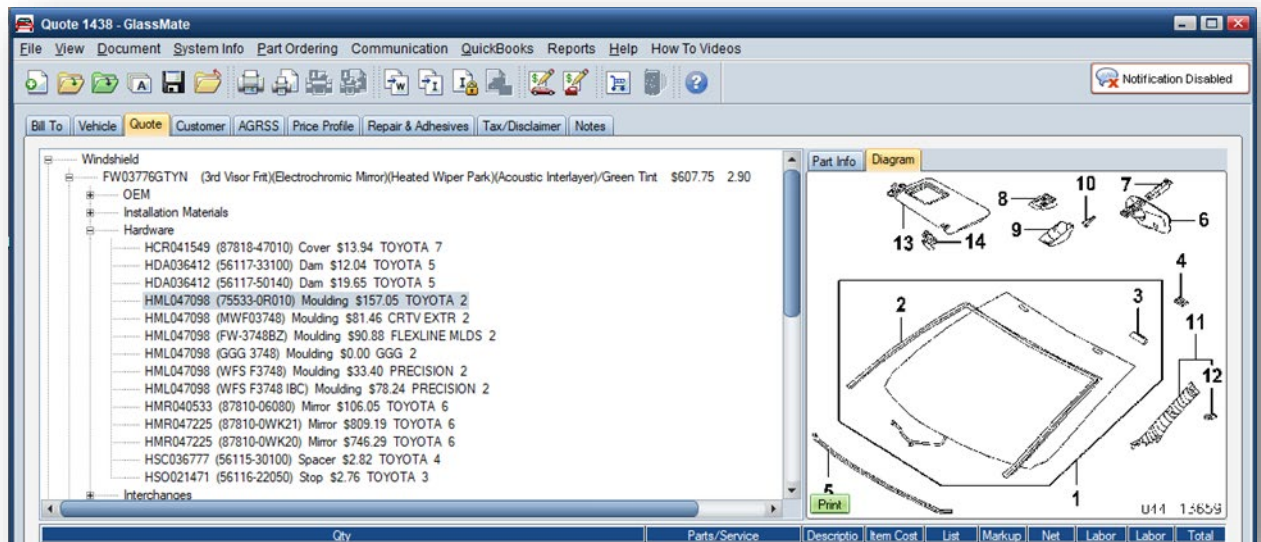 Quote 1438 - GlassMate
File View Document System Info Part Ordering Communication QuickBooks Reports Help How To Videos
Notification Disabled
Bill To Vehicle Quote Customer AGRSS Price Profile Repair & Adhesives Tax/Disclaimer Notes
Windshield
FW03776GTYN (3rd Visor Frit)(Electrochromic Mirror)(Heated Wiper Park)(Acoustic Interlayer)/Green Tint $607.75 2.90
OEM
Installation Materials
Hardware
HCR041549 (87818-47010) Cover $13.94 TOYOTA 7
HDA036412 (56117-33100) Dam $12.04 TOYOTA 5
HDA036412 (56117-50140) Dam $19.65 TOYOTA 5
HML047098 (75533-0R010) Moulding $157.05 TOYOTA 2
HML047098 (MWF03748) Moulding $81.46 CRTV EXTR 2
HML047098 (FW-3748BZ) Moulding $90.88 FLEXLINE MLDS 2
HML047098 (GGG 3748) Moulding $0.00 GGG 2
HML047098 (WFS F3748) Moulding $33.40 PRECISION 2
HML047098 (WFS F3748 IBC) Moulding $78.24 PRECISION 2
HMR040533 (87810-06080) Mirror $106.05 TOYOTA 6
HMR047225 (87810-0WK21) Mirror $809.19 TOYOTA 6
HMR047225 (87810-0WK20) Mirror $746.29 TOYOTA 6
HSC036777 (56115-30100) Spacer $2.82 TOYOTA 4
HSO021471 (56116-22050) Stop $2.76 TOYOTA 3
Interchanges
Part Info Diagram
10 7
8
6
9
13 14
4
3
2
11
12
5
1
Print
044 13659
Qty Parts/Service Descriptio Item Cost List Markup Net Labor Labor Total